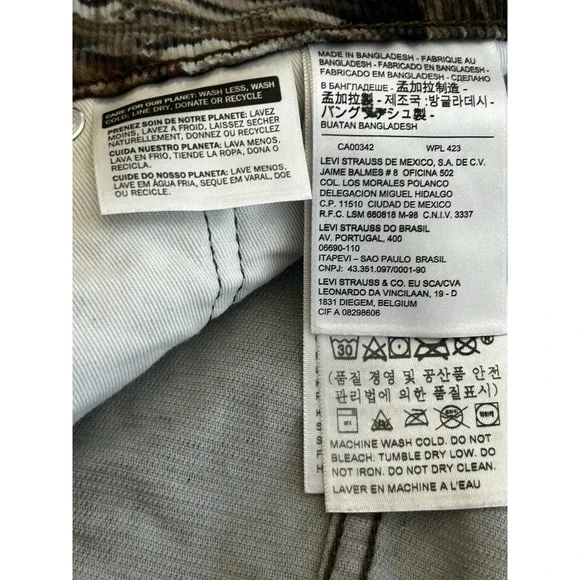 CARE FOR OUR PLANET: WASH LESS, WASH
COLD, LINE DRY, DONATE OR RECYCLE
PRENEZ SOIN DE NOTRE PLANETE: LAVEZ
MOINS, LAVEZ A FROID, LAISSEZ SECHER
NATURELLEMENT, DONNEZ OU RECYCLEZ
CUIDA NUESTRO PLANETA: LAVA MENOS,
LAVA EN FRIO, TIENDE LA ROPA, DONA O
RECICLA
CUIDE DO NOSSO PLANETA: LAVE MENOS,
LAVE EM ÁGUA FRIA, SEQUE EM VARAL, DOE
OU RECICLE
MADE IN BANGLADESH - FABRIQUE AU
BANGLADESH - FABRICADO EN BANGLADESH -
FABRICADO EM BANGLADESH - СДЕЛАНО
В БАНГЛАДЕШЕ - 孟加拉制造 -
孟加拉製 - 제조국 : 방글라데시 -
バングラデシュ製 -
BUATAN BANGLADESH
CA00342 WPL 423
LEVI STRAUSS DE MEXICO, S.A. DE C.V.
JAIME BALMES # 8 OFICINA 502
COL. LOS MORALES POLANCO
DELEGACION MIGUEL HIDALGO
C.P. 11510 CIUDAD DE MEXICO
R.F.C. LSM 660818 M-98 C.N.I.V. 3337
LEVI STRAUSS DO BRASIL
AV. PORTUGAL, 400
06690-110
ITAPEVI – SAO PAULO BRASIL
CNPJ: 43.351.097/0001-90
LEVI STRAUSS & CO. EU SCA/CVA
LEONARDO DA VINCILAAN, 19 - D
1831 DIEGEM, BELGIUM
CIF A 08298606
30
(품질 경영 및 공산품 안전
관리법 에 의한 품질표시)
MACHINE WASH COLD. DO NOT
BLEACH. TUMBLE DRY LOW. DO
NOT IRON. DO NOT DRY CLEAN.
LAVER EN MACHINE A L'EAU